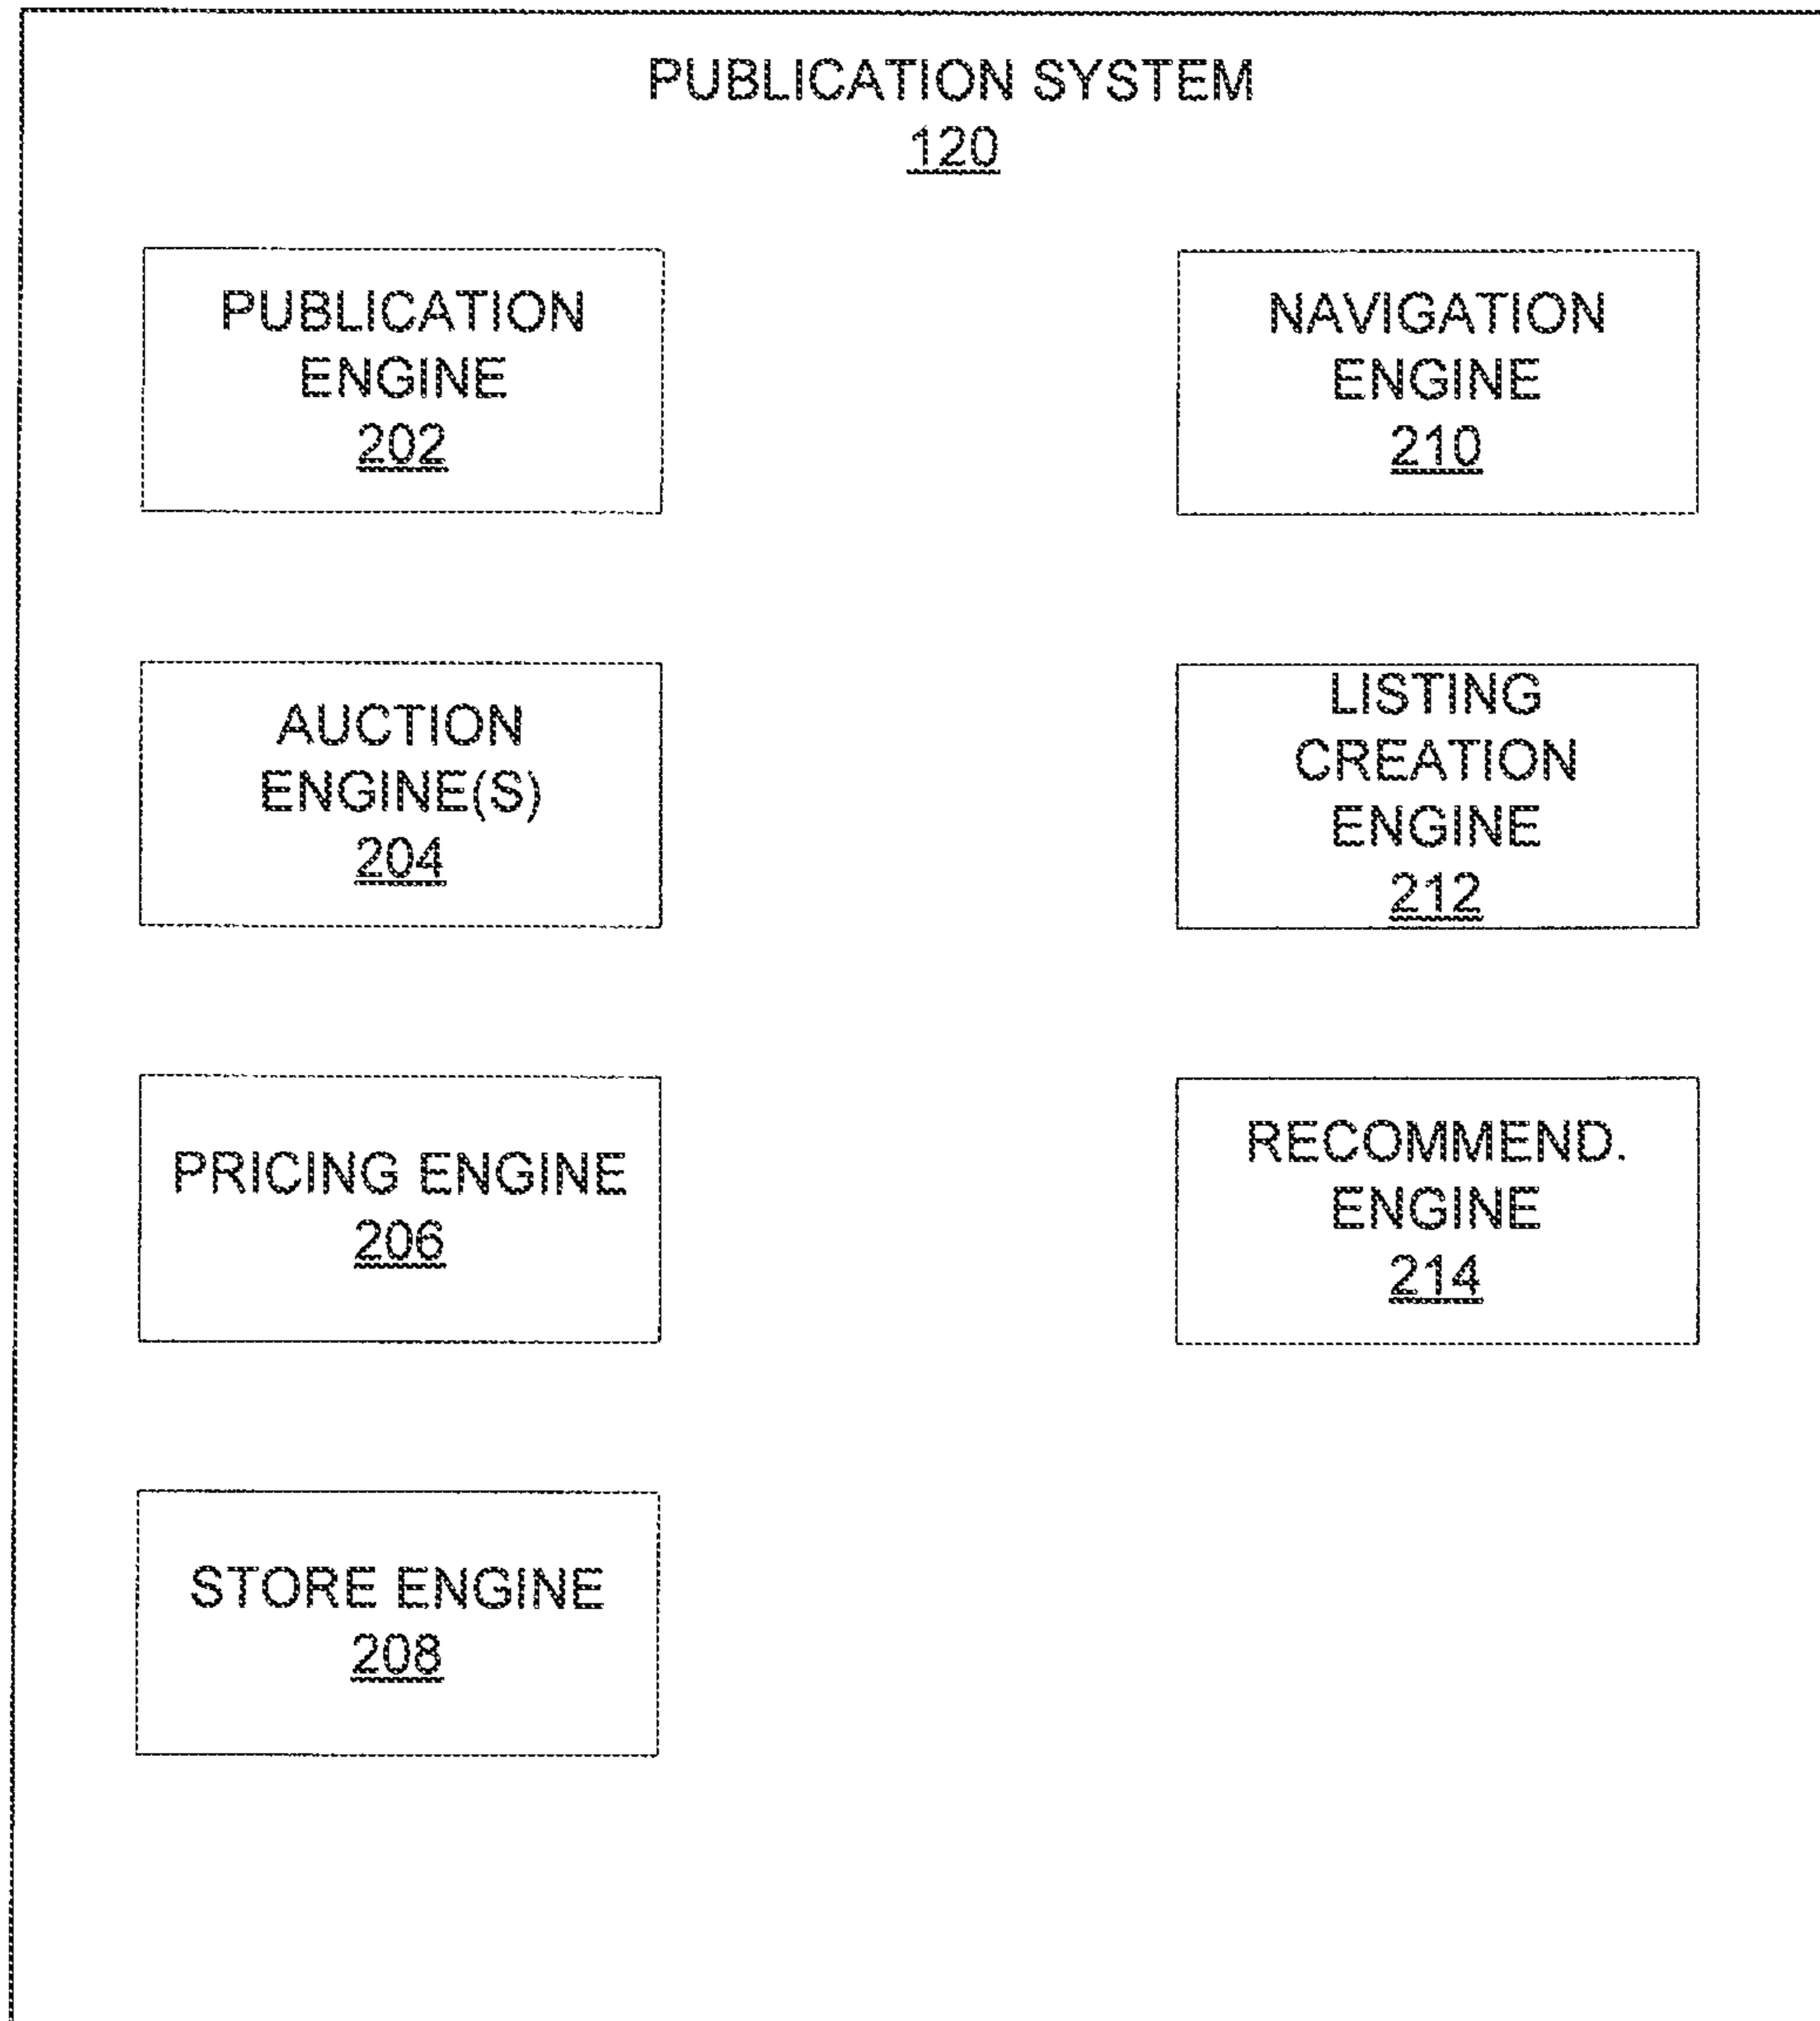 PUBLICATION SYSTEM
120
PUBLICATION
ENGINE
202
NAVIGATION
ENGINE
210
AUCTION
ENGINE(S)
204
LISTING
CREATION
ENGINE
212
PRICING ENGINE
206
RECOMMEND.
ENGINE
214
STORE ENGINE
208